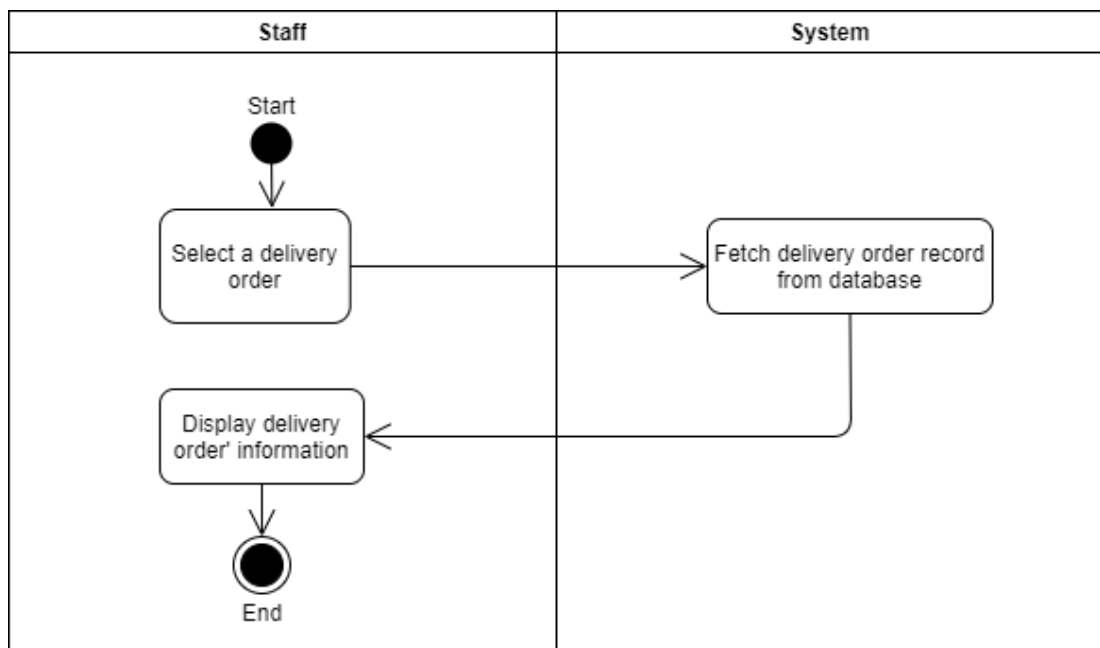 Staff
System
Start
Select a delivery
order
Fetch delivery order record
from database
Display delivery
order' information
End